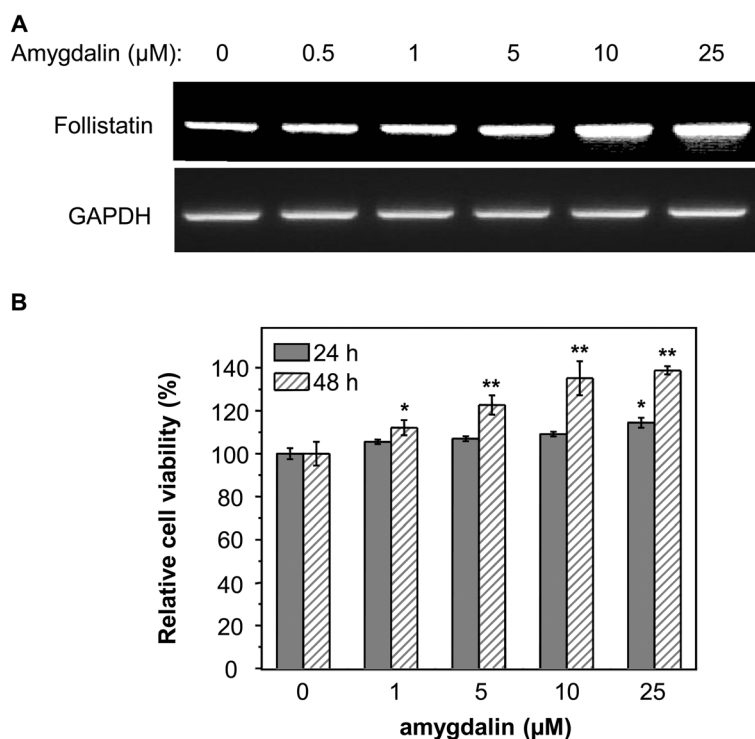 A
Amygdalin (μM): 0 0.5 1 5 10 25
Follistatin
GAPDH
B
Relative cell viability (%)
140
120
100
80
60
40
20
0
24 h
48 h
*
**
**
*
**
0 1 5 10 25
amygdalin (μM)